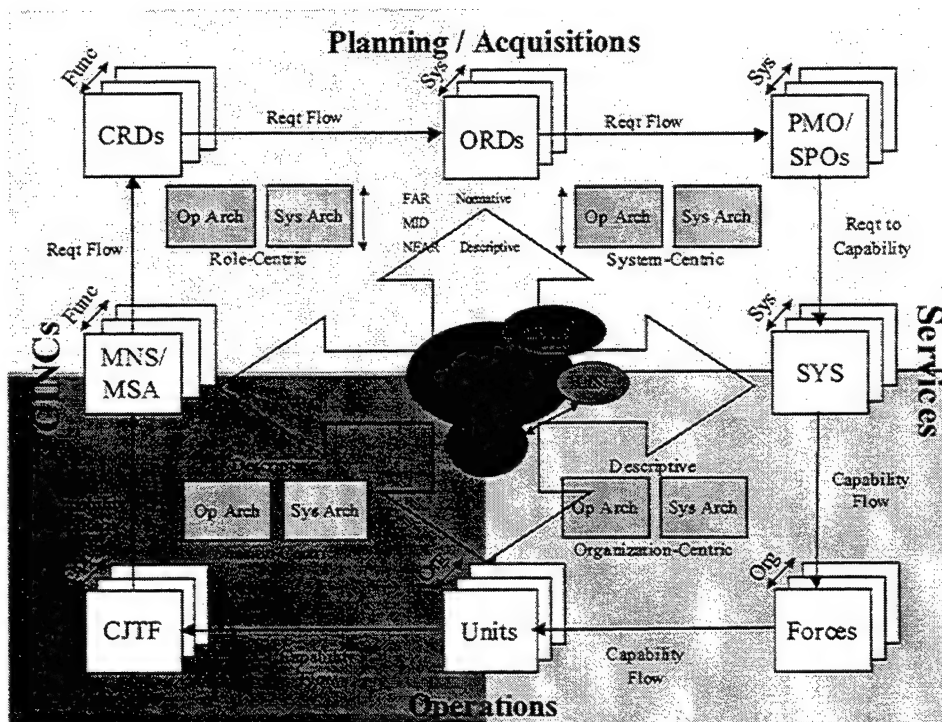 Planning / Acquisitions
Func
CRDs
Reqt Flow
Sys
ORDs
Reqt Flow
Sys
PMO/
SPOs
Op Arch
Sys Arch
Role-Centric
FAR
MID
NEAR
Normative
Descriptive
Op Arch
Sys Arch
System-Centric
Reqt Flow
Reqt to
Capability
CINCs
Func
MNS/
MSA
Sys
SYS
Services
Descriptive
Op Arch
Sys Arch
Descriptive
Op Arch
Sys Arch
Organization-Centric
Capability
Flow
CJTF
Org
Units
Org
Forces
Capability
Capability
Flow
Operations